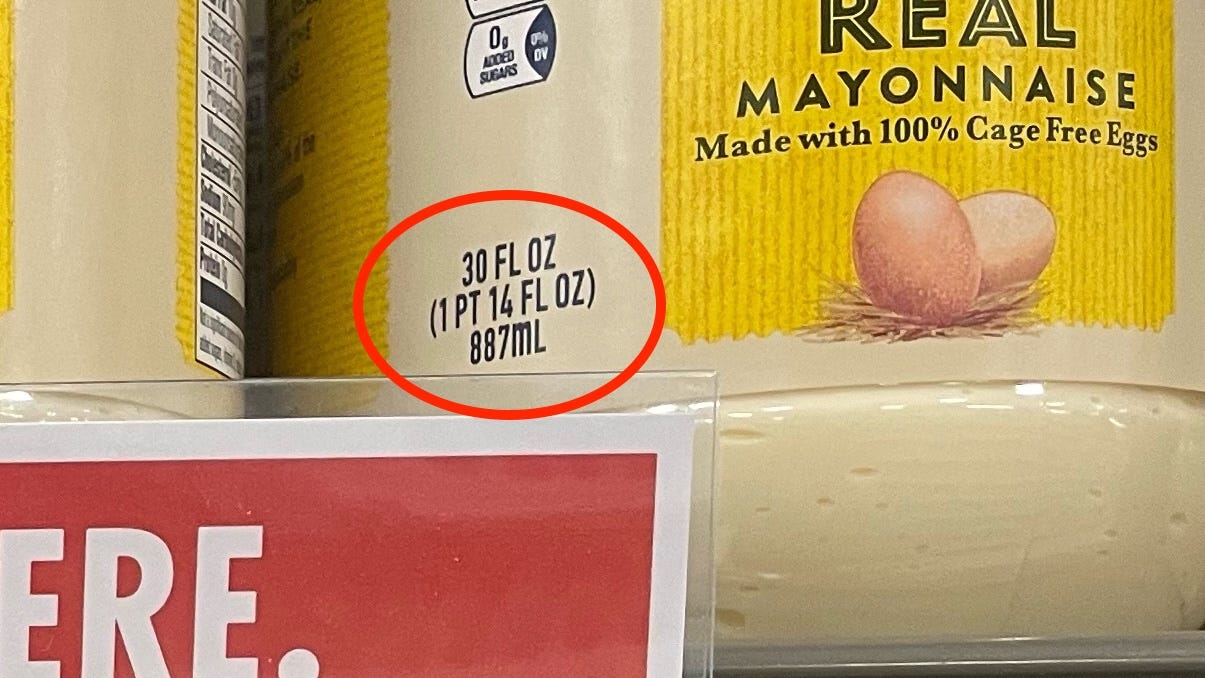 0g
ADDED
SUGARS
0%
DV
REAL
MAYONNAISE
Made with 100% Cage Free Eggs
30 FL OZ
(1 PT 14 FL OZ)
887mL
Protein
ERE.